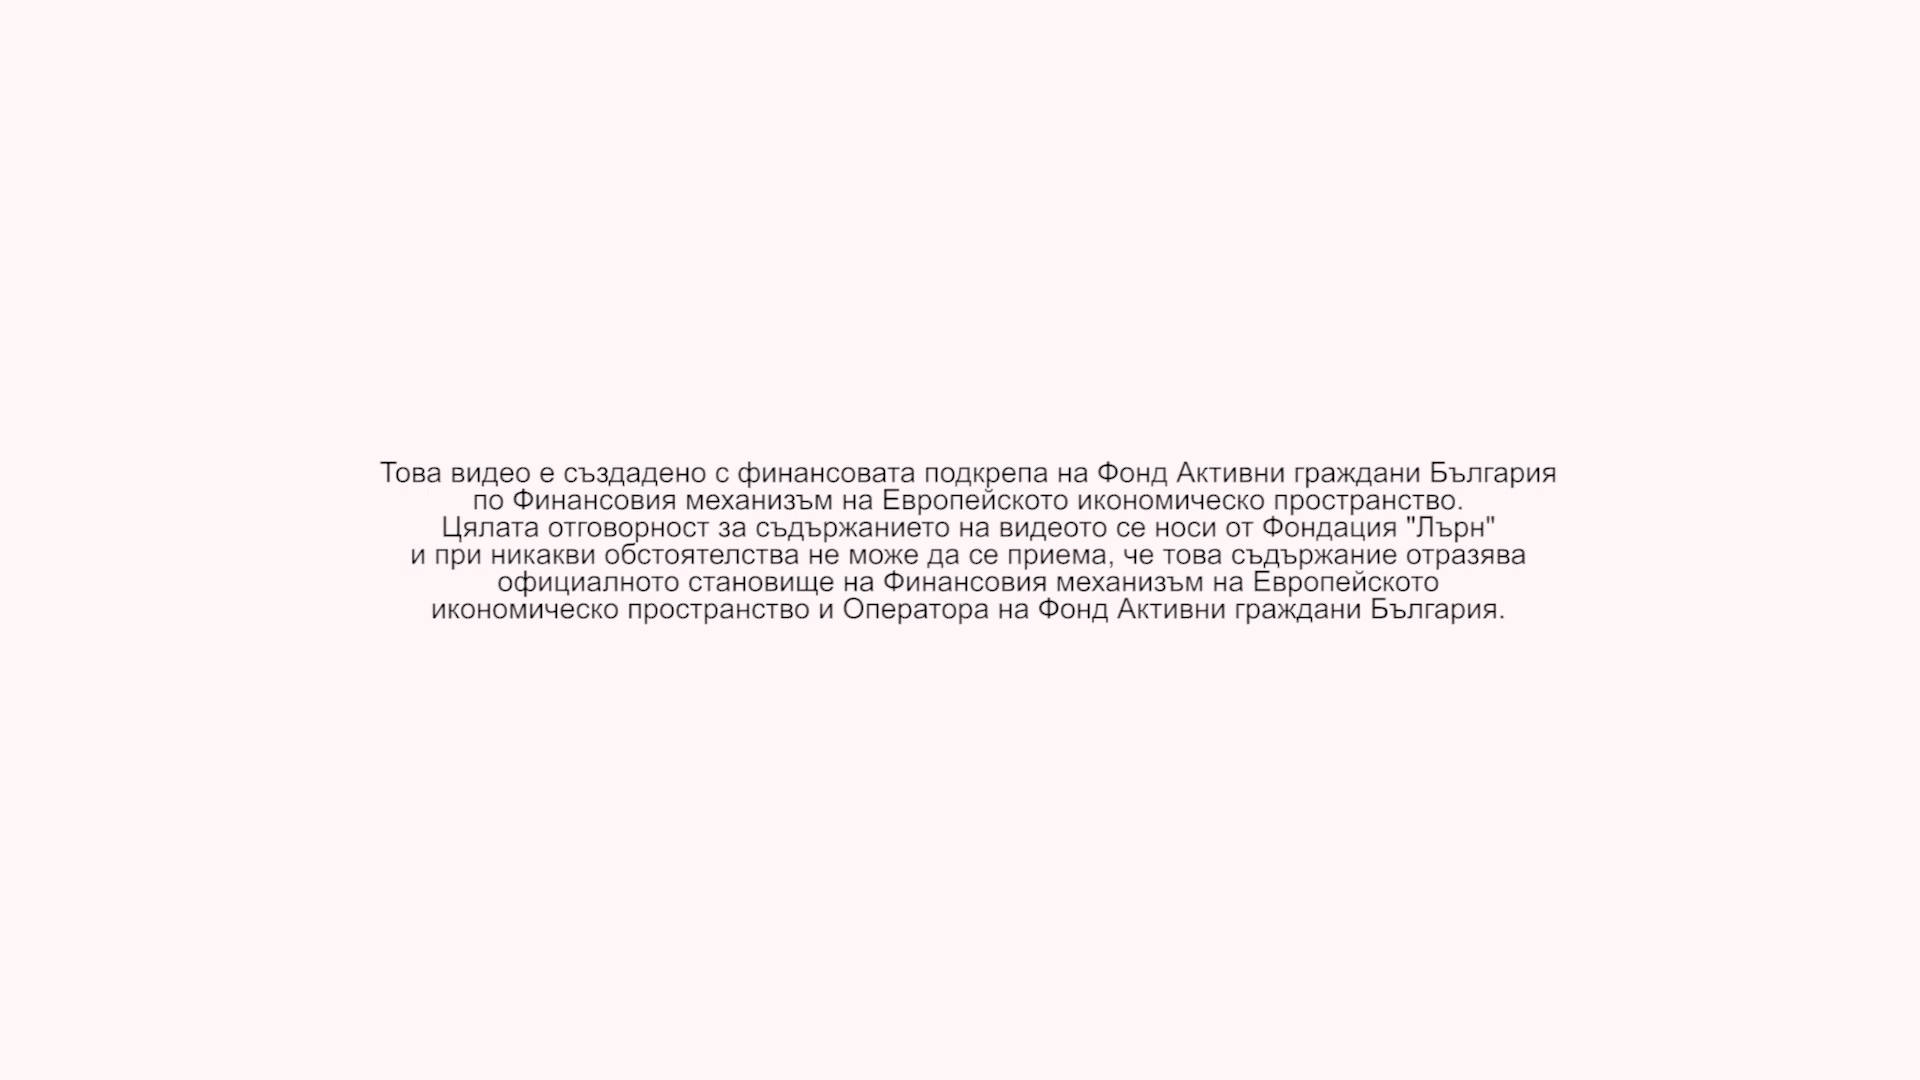 Това видео е създадено с финансовата подкрепа на Фонд Активни граждани България
по Финансовия механизъм на Европейското икономическо пространство.
Цялата отговорност за съдържанието на видеото се носи от Фондация "Лърн"
и при никакви обстоятелства не може да се приема, че това съдържание отразява
официалното становище на Финансовия механизъм на Европейското
икономическо пространство и Оператора на Фонд Активни граждани България.